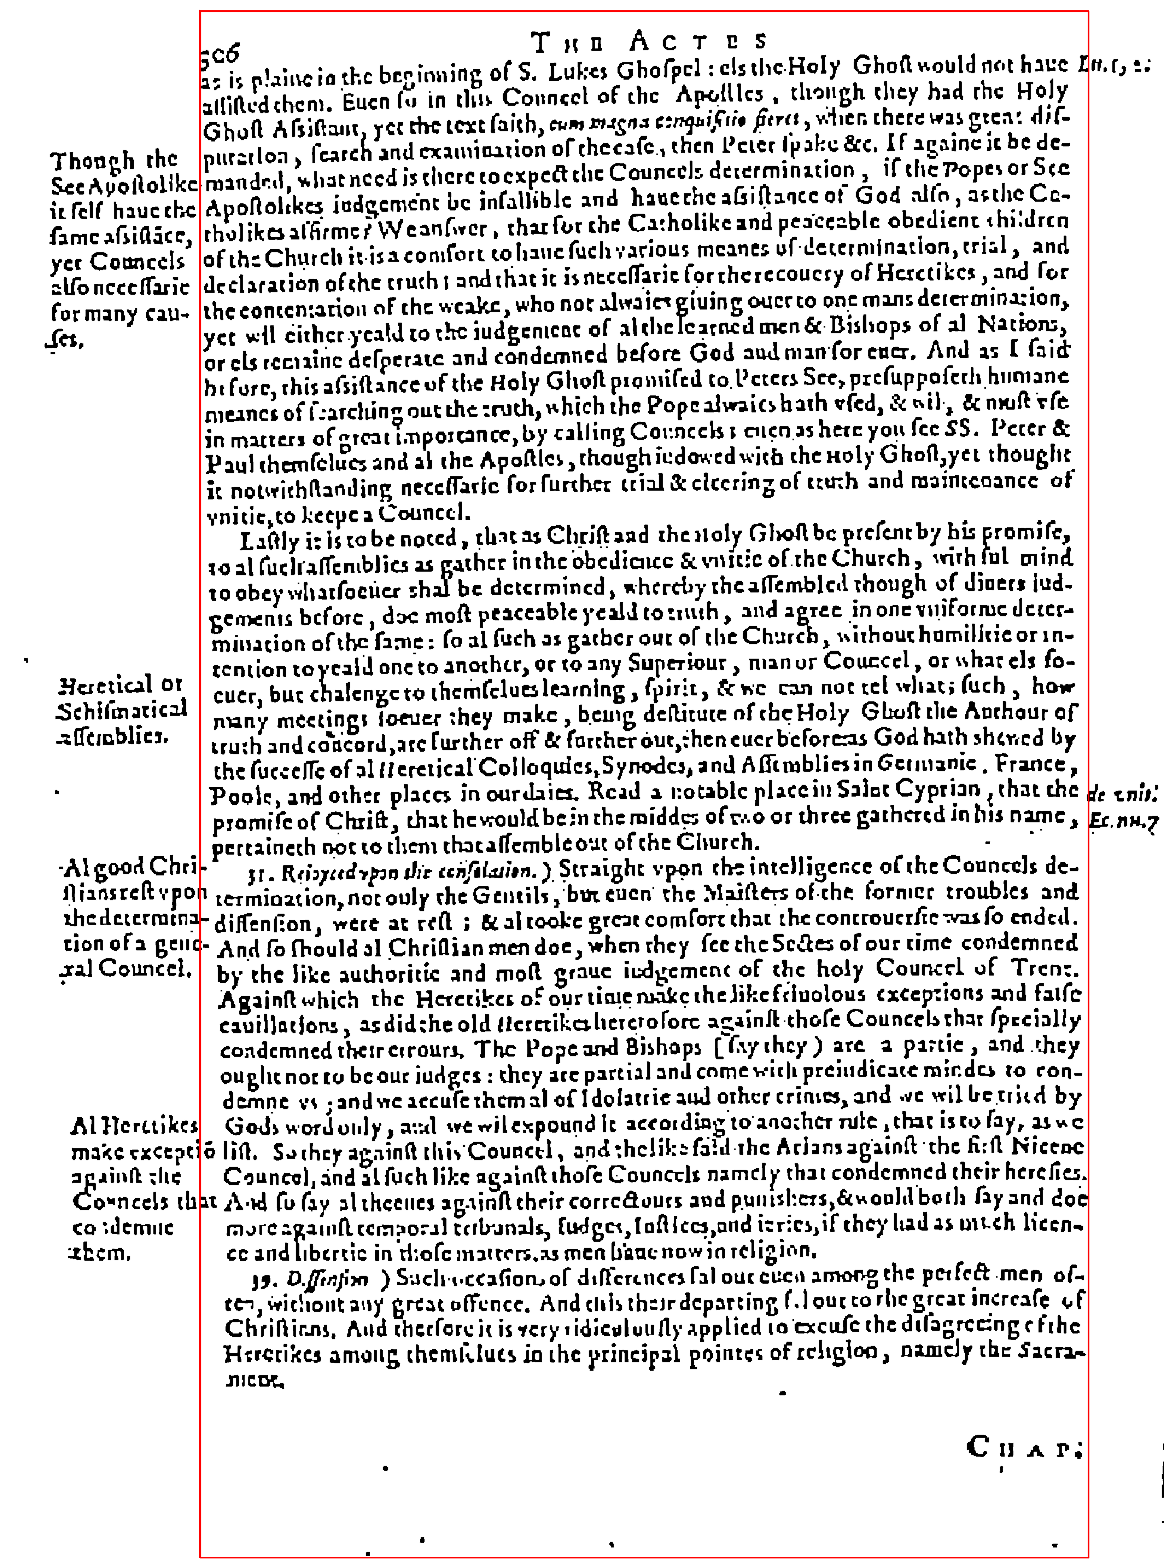 THE ACTES
as is plaine in the beginning of S. Lukes Ghoſpel: els the Holy Ghoſt would not haue
aſſiſted them. Euen ſo in this Councel of the Apoſtles, though they had the Holy
Ghoſt Aſsiſtant, yet the text ſaith, cum magna conquiſitio fieret, when there was great diſ-
putation, ſearch and examination of the caſe, then Peter ſpake &c. If againe it be de-
manded, what need is there to expect the Councels determination, if the Popes or See
Apoſtolikes iudgement be infallible and haue the aſsiſtance of God alſo, as the Ca-
tholikes affirme? We anſwer, that for the Catholike and peaceable obedient children
of the Church it is a comfort to haue ſuch various meanes of determination, trial, and
declaration of the truth: and that it is neceſſarie for the recouery of Heretikes, and for
the contentation of the weake, who not alwaies giuing ouer to one mans determination,
yet wil either yeald to the iudgement of al the learned men & Bishops of al Nations,
or els remaine deſperate and condemned before God and man for euer. And as I ſaid
before, this aſsiſtance of the Holy Ghoſt promiſed to Peters See, preſuppoſeth humane
meanes of ſearching out the truth, which the Pope alwaies hath vſed, & wil, & muſt vſe
in matters of great importance, by calling Councels: euen as here you ſee SS. Peter &
Paul themſelues and al the Apoſtles, though indowed with the Holy Ghoſt, yet thought
it notwithſtanding neceſſarie for further trial & cleering of truth and maintenance of
vnitie, to keepe a Councel.
Laſtly it is to be noted, that as Chriſt and the Holy Ghoſt be preſent by his promiſe,
to al ſuch aſſemblies as gather in the obedience & vnitie of the Church, with ful mind
to obey whatſoeuer shal be determined, whereby the aſſembled though of diuers iud-
gements before, doe moſt peaceable yeald to truth, and agree in one vniforme deter-
mination of the ſame: ſo al ſuch as gather out of the Church, without humilitie or in-
tention to yeald one to another, or to any Superiour, man or Councel, or what els ſo-
euer, but chalenge to themſelues learning, ſpirit, & we can not tel what; ſuch, how
many meetings ſoeuer they make, being deſtitute of the Holy Ghoſt the Authour of
truth and concord, are further off & further out, then euer before: as God hath shewed by
the ſucceſſe of al Heretical Colloquies, Synodes, and Aſſemblies in Germanie, France,
Poole, and other places in our daies. Read a notable place in Saint Cyprian, that the
promiſe of Chriſt, that he would be in the middes of two or three gathered in his name,
pertaineth not to them that aſſemble out of the Church.
31. Reioyced vpon the conſolation.) Straight vpon the intelligence of the Councels de-
termination, not only the Gentils, but euen the Maiſters of the former troubles and
diſſenſion, were at reſt; & al tooke great comfort that the controuerſie was ſo ended.
And ſo should al Chriſtian men doe, when they ſee the Sectes of our time condemned
by the like authoritie and moſt graue iudgement of the holy Councel of Trent.
Againſt which the Heretikes of our time make the like friuolous exceptions and falſe
cauillations, as did the old Heretikes heretofore againſt thoſe Councels that ſpecially
condemned their errours. The Pope and Bishops (ſay they) are a partie, and they
ought not to be our iudges: they are partial and come with preiudicate mindes to con-
demne vs; and we accuſe them al of Idolatrie and other crimes, and we wil be tried by
Gods word only, and we wil expound it according to another rule, that is to ſay, as we
liſt. So they againſt this Councel, and the like ſaid the Arians againſt the firſt Nicene
Councel, and al ſuch like againſt thoſe Councels namely that condemned their hereſies.
And ſo ſay al theeues againſt their correctours and punishers, & would both ſay and doe
more againſt temporal tribunals, Iudges, Iuſtices, and iuries, if they had as much licen-
ce and libertie in thoſe matters, as men haue now in religion.
39. Diſſenſion) Such occaſions of differences fal out euen among the perfect men of-
ten, without any great offence. And this their departing fel out to the great increaſe of
Chriſtians. And therfore it is very ridiculouſly applied to excuſe the diſagreeing of the
Heretikes among themſelues in the principal pointes of religion, namely the Sacra-
ment.
CHAP.
Though the
See Apoſtolike
it ſelf haue the
ſame aſsiſtãce,
yet Councels
alſo neceſſarie
for many cau-
ſes.
Heretical or
Schiſmatical
aſſemblies.
Al good Chri-
ſtians reſt vpon
the determina-
tion of a gene-
ral Councel.
Al Heretikes
make exceptiõ
againſt the
Councels that
condemne
them.
de vnit.
Ec. nu. 7